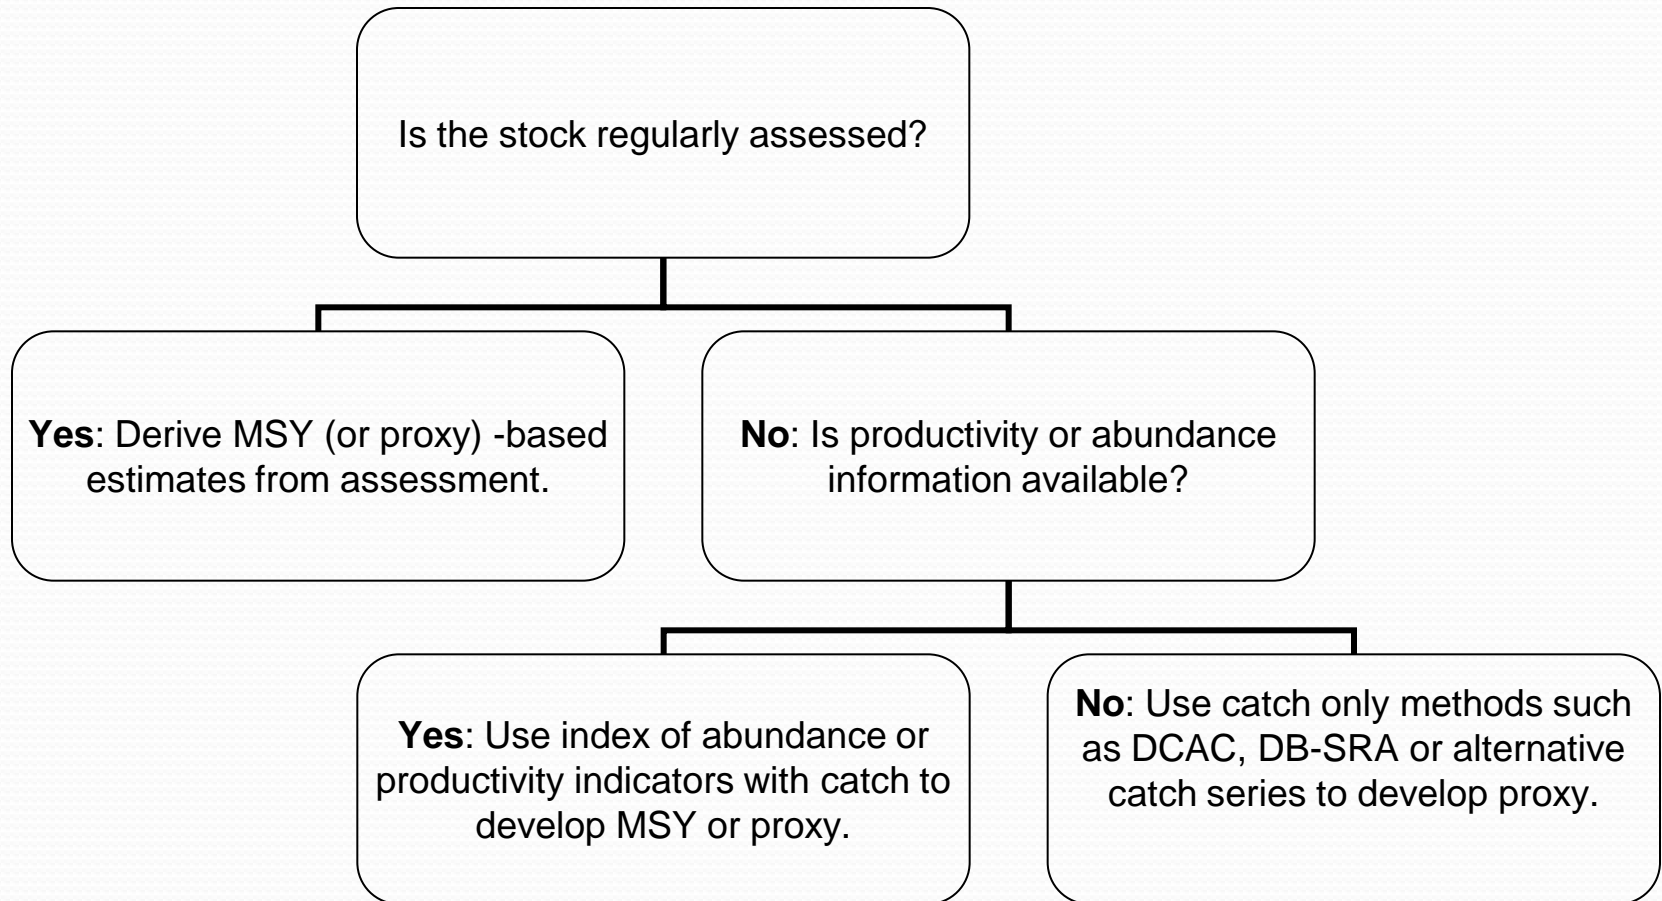 Is the stock regularly assessed?
Yes: Derive MSY (or proxy) -based
estimates from assessment.
No: Is productivity or abundance
information available?
Yes: Use index of abundance or
productivity indicators with catch to
develop MSY or proxy.
No: Use catch only methods such
as DCAC, DB-SRA or alternative
catch series to develop proxy.